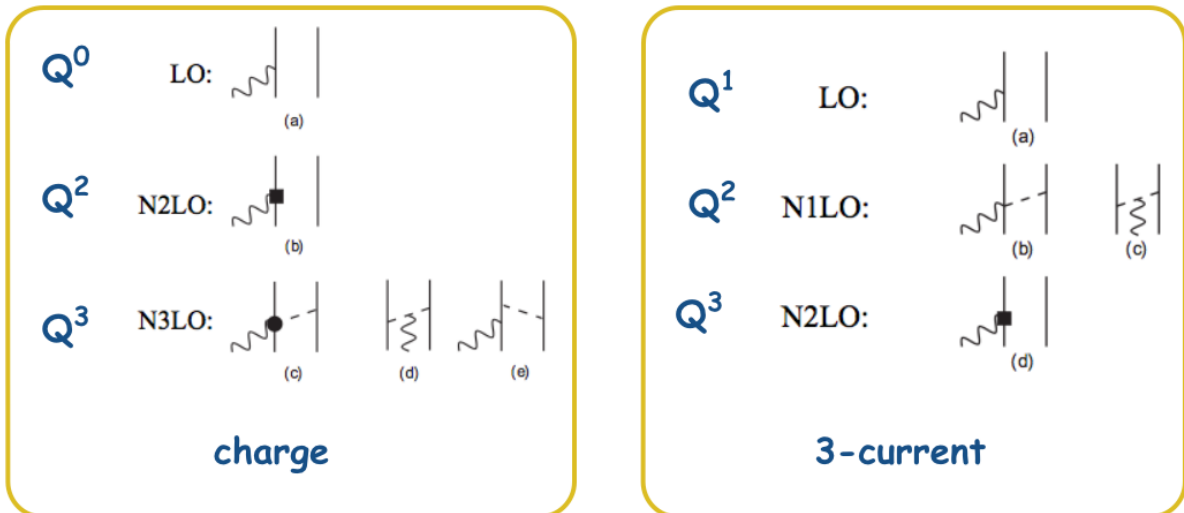 Q⁰ LO:
(a)
Q² N2LO:
(b)
Q³ N3LO:
(c) (d) (e)
charge
Q¹ LO:
(a)
Q² N1LO:
(b) (c)
Q³ N2LO:
(d)
3-current